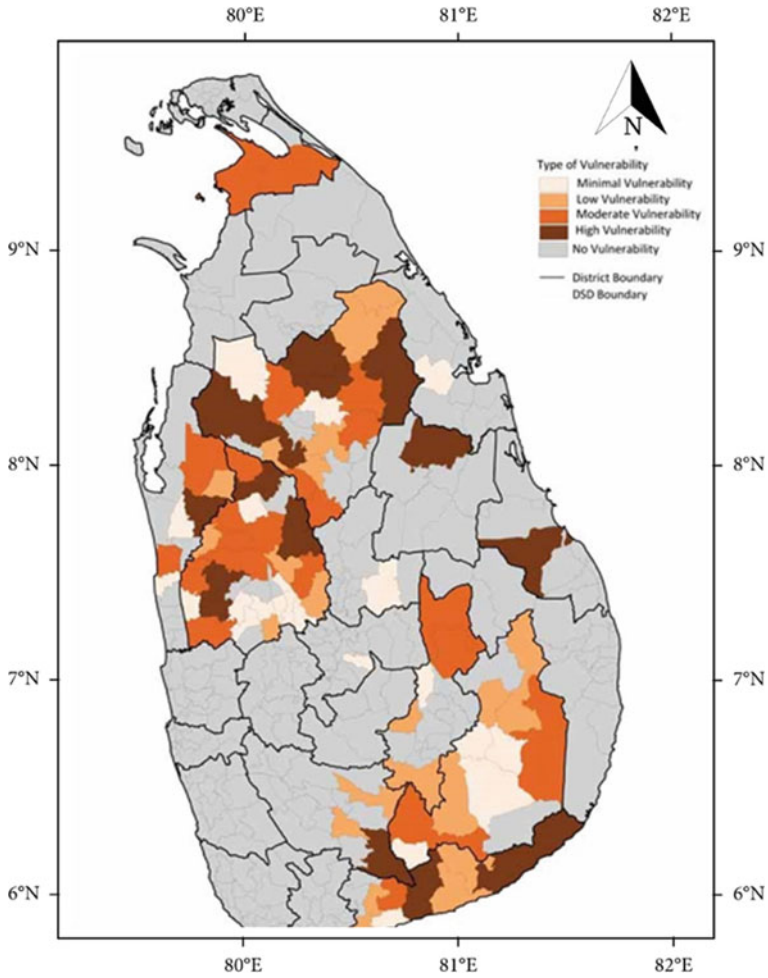 80°E 81°E 82°E
N
Type of Vulnerability
Minimal Vulnerability
Low Vulnerability
Moderate Vulnerability
High Vulnerability
No Vulnerability
District Boundary
DSD Boundary
9°N 9°N
8°N 8°N
7°N 7°N
6°N 6°N
80°E 81°E 82°E